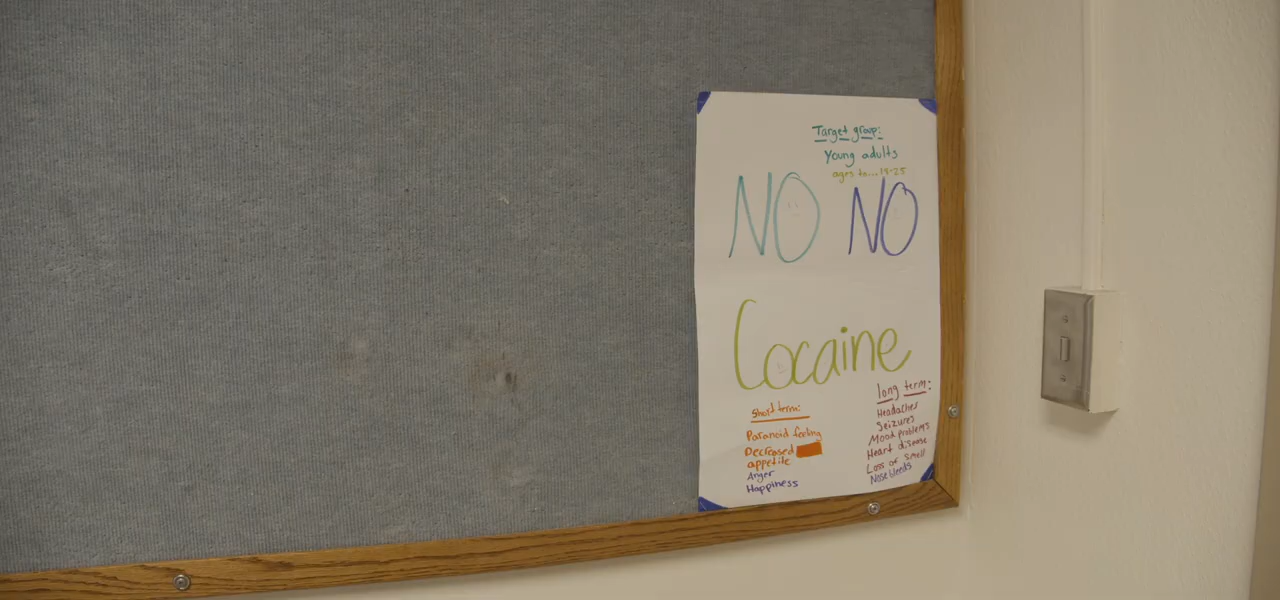 Target group:
Young adults
ages to... 19-25
NO NO
Cocaine
Short term:
Paranoid feeling
Decreased
appetite
Anger
Happiness
long term:
Headaches
Seizures
Mood problems
Heart disease
Loss of smell
Nose bleeds